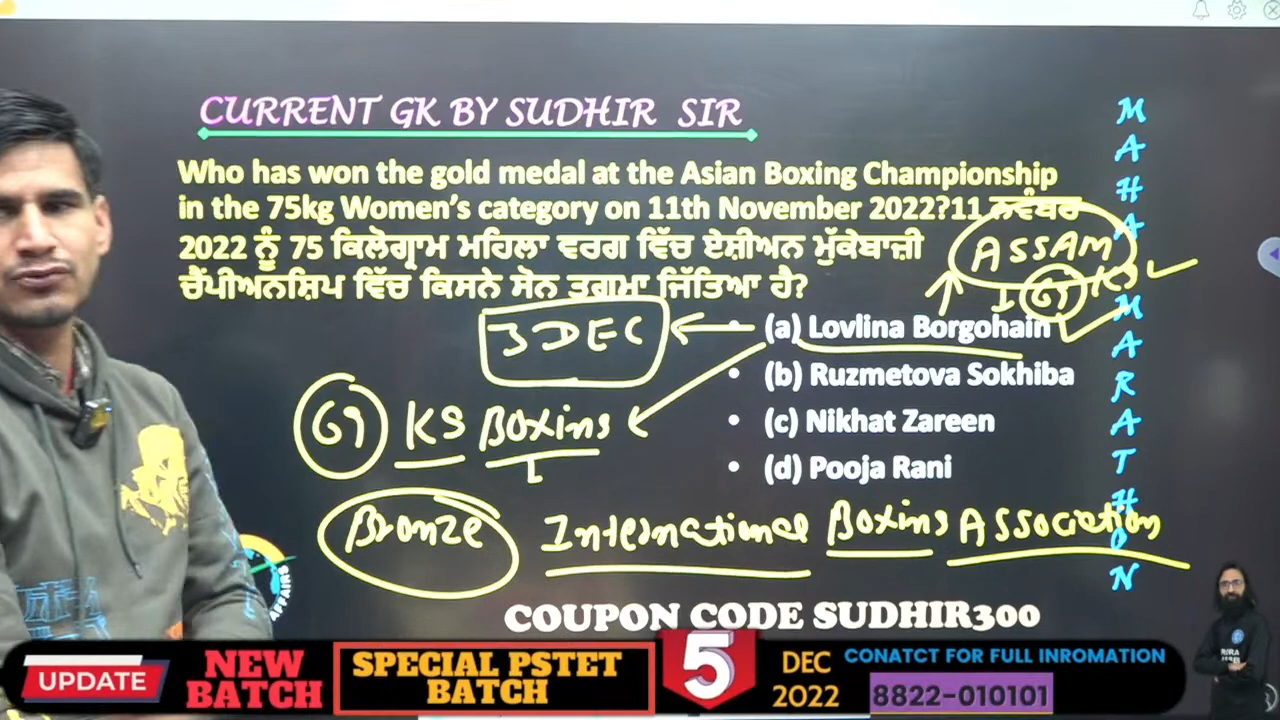 CURRENT GK BY SUDHIR SIR
Who has won the gold medal at the Asian Boxing Championship
in the 75kg Women's category on 11th November 2022?11 ਨਵੰਬਰ
2022 ਨੂੰ 75 ਕਿਲੋਗ੍ਰਾਮ ਮਹਿਲਾ ਵਰਗ ਵਿੱਚ ਏਸ਼ੀਅਨ ਮੁੱਕੇਬਾਜ਼ੀ
ਚੈਂਪੀਅਨਸ਼ਿਪ ਵਿੱਚ ਕਿਸਨੇ ਸੋਨ ਤਗਮਾ ਜਿੱਤਿਆ ਹੈ?
ASSAM
3 DEC
• (a) Lovlina Borgohain
• (b) Ruzmetova Sokhiba
KS Boxing
• (c) Nikhat Zareen
• (d) Pooja Rani
Bronze International Boxing Association
MAHA MARATHON
AFFAIRS
COUPON CODE SUDHIR300
UPDATE
NEW BATCH
SPECIAL PSTET
BATCH
5
DEC
2022
CONATCT FOR FULL INROMATION
8822-010101